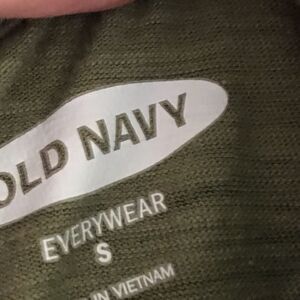 OLD NAVY
EVERYWEAR
S
IN VIETNAM